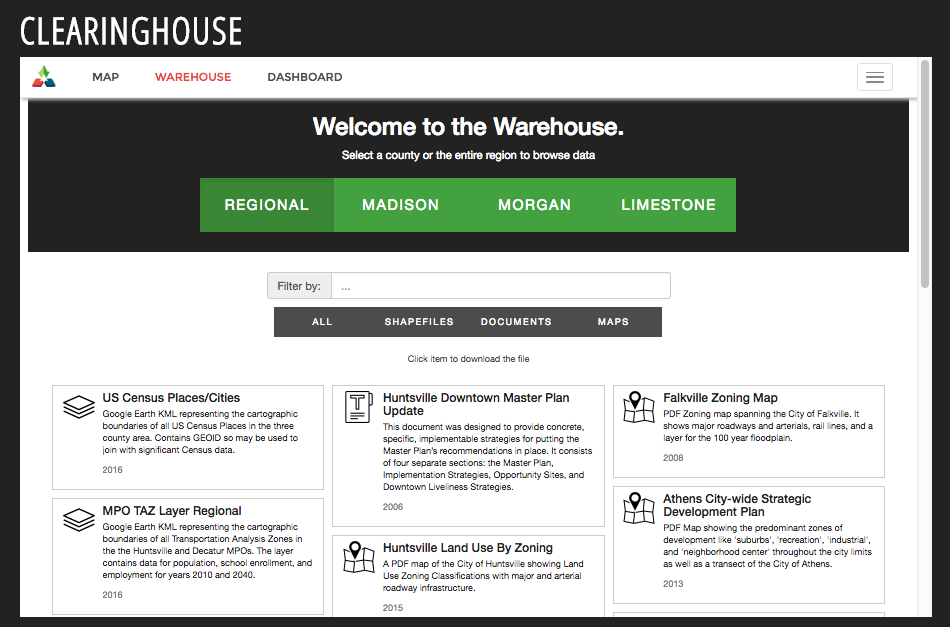 CLEARINGHOUSE
MAP WAREHOUSE DASHBOARD
Welcome to the Warehouse.
Select a county or the entire region to browse data
REGIONAL MADISON MORGAN LIMESTONE
Filter by: ...
ALL SHAPEFILES DOCUMENTS MAPS
Click item to download the file
US Census Places/Cities
Google Earth KML representing the cartographic
boundaries of all US Census Places in the three
county area. Contains GEOID so may be used to
join with significant Census data.
2016
MPO TAZ Layer Regional
Google Earth KML representing the cartographic
boundaries of all Transportation Analysis Zones in
the the Huntsville and Decatur MPOs. The layer
contains data for population, school enrollment, and
employment for years 2010 and 2040.
2016
Huntsville Downtown Master Plan
Update
This document was designed to provide concrete,
specific, implementable strategies for putting the
Master Plan's recommendations in place. It consists
of four separate sections: the Master Plan,
Implementation Strategies, Opportunity Sites, and
Downtown Liveliness Strategies.
2006
Huntsville Land Use By Zoning
A PDF map of the City of Huntsville showing Land
Use Zoning Classifications with major and arterial
roadway infrastructure.
2015
Falkville Zoning Map
PDF Zoning map spanning the City of Falkville. It
shows major roadways and arterials, rail lines, and a
layer for the 100 year floodplain.
2008
Athens City-wide Strategic
Development Plan
PDF Map showing the predominant zones of
development like 'suburbs', 'recreation', 'industrial',
and 'neighborhood center' throughout the city limits
as well as a transect of the City of Athens.
2013